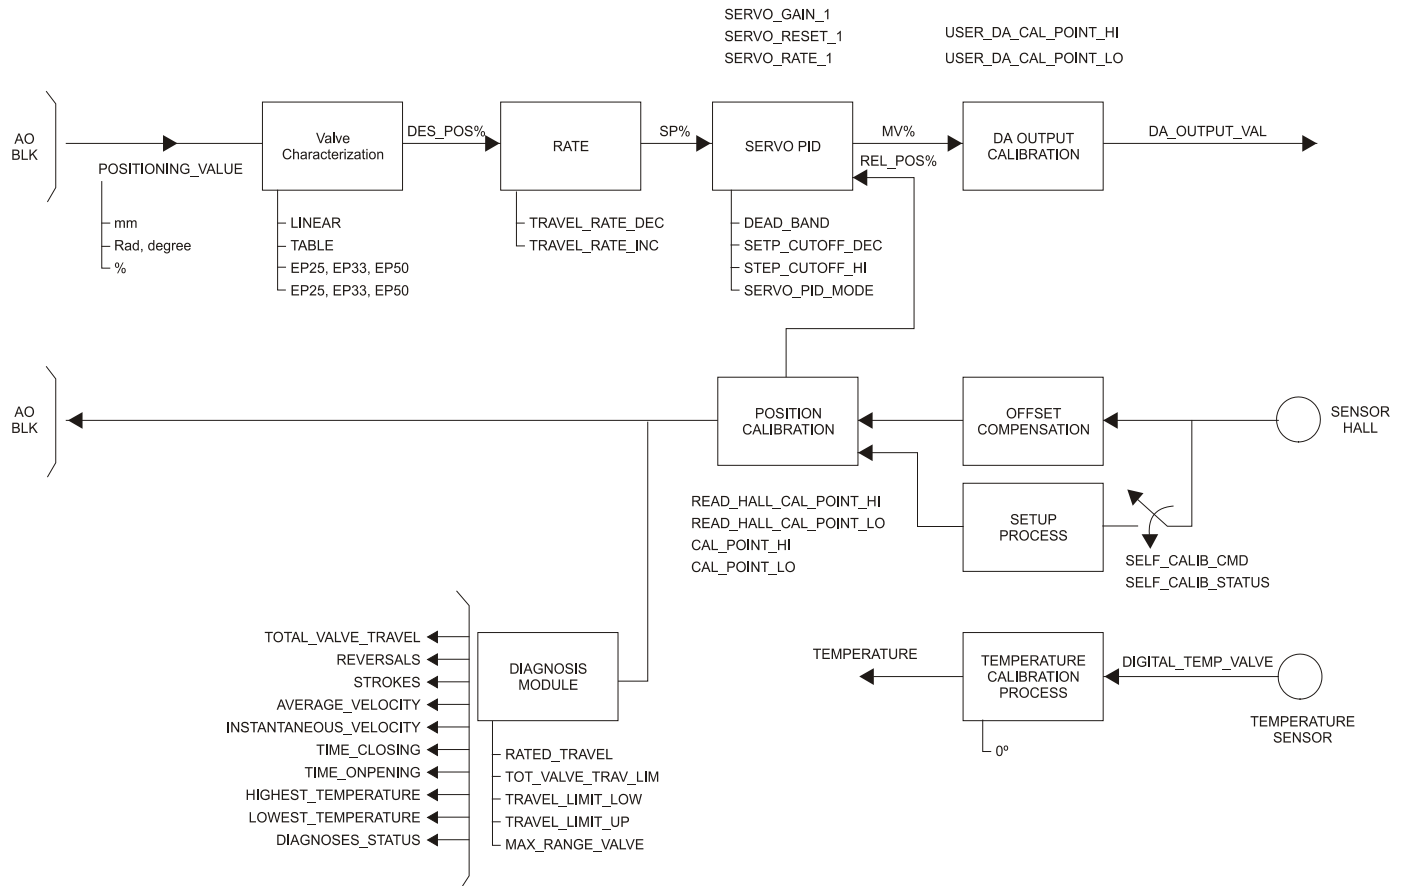 SERVO_GAIN_1
SERVO_RESET_1
SERVO_RATE_1
USER_DA_CAL_POINT_HI
USER_DA_CAL_POINT_LO
AO
BLK
POSITIONING_VALUE
mm
Rad, degree
%
Valve
Characterization
LINEAR
TABLE
EP25, EP33, EP50
EP25, EP33, EP50
DES_POS%
RATE
TRAVEL_RATE_DEC
TRAVEL_RATE_INC
SP%
SERVO PID
DEAD_BAND
SETP_CUTOFF_DEC
STEP_CUTOFF_HI
SERVO_PID_MODE
MV%
REL_POS%
DA OUTPUT
CALIBRATION
DA_OUTPUT_VAL
AO
BLK
POSITION
CALIBRATION
READ_HALL_CAL_POINT_HI
READ_HALL_CAL_POINT_LO
CAL_POINT_HI
CAL_POINT_LO
OFFSET
COMPENSATION
SENSOR
HALL
SETUP
PROCESS
SELF_CALIB_CMD
SELF_CALIB_STATUS
TOTAL_VALVE_TRAVEL
REVERSALS
STROKES
AVERAGE_VELOCITY
INSTANTANEOUS_VELOCITY
TIME_CLOSING
TIME_ONPENING
HIGHEST_TEMPERATURE
LOWEST_TEMPERATURE
DIAGNOSES_STATUS
DIAGNOSIS
MODULE
RATED_TRAVEL
TOT_VALVE_TRAV_LIM
TRAVEL_LIMIT_LOW
TRAVEL_LIMIT_UP
MAX_RANGE_VALVE
TEMPERATURE
TEMPERATURE
CALIBRATION
PROCESS
0º
DIGITAL_TEMP_VALVE
TEMPERATURE
SENSOR